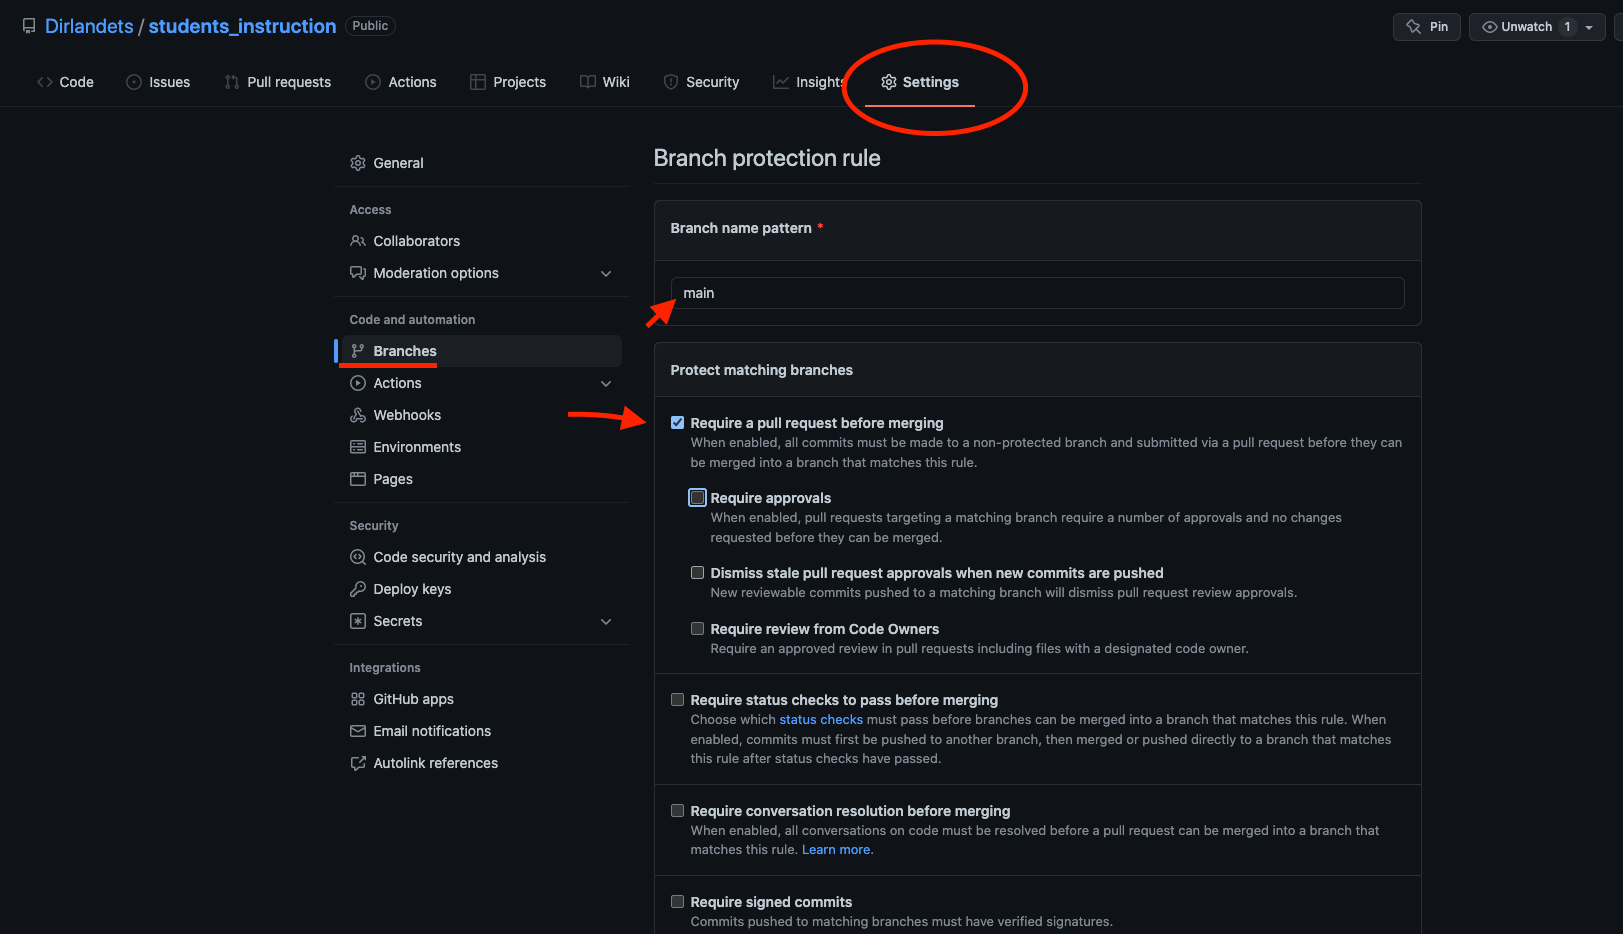 Dirlandets / students_instruction Public
Pin
Unwatch 1
Code
Issues
Pull requests
Actions
Projects
Wiki
Security
Insights
Settings
General
Access
Collaborators
Moderation options
Code and automation
Branches
Actions
Webhooks
Environments
Pages
Security
Code security and analysis
Deploy keys
Secrets
Integrations
GitHub apps
Email notifications
Autolink references
Branch protection rule
Branch name pattern *
main
Protect matching branches
Require a pull request before merging
When enabled, all commits must be made to a non-protected branch and submitted via a pull request before they can
be merged into a branch that matches this rule.
Require approvals
When enabled, pull requests targeting a matching branch require a number of approvals and no changes
requested before they can be merged.
Dismiss stale pull request approvals when new commits are pushed
New reviewable commits pushed to a matching branch will dismiss pull request review approvals.
Require review from Code Owners
Require an approved review in pull requests including files with a designated code owner.
Require status checks to pass before merging
Choose which status checks must pass before branches can be merged into a branch that matches this rule. When
enabled, commits must first be pushed to another branch, then merged or pushed directly to a branch that matches
this rule after status checks have passed.
Require conversation resolution before merging
When enabled, all conversations on code must be resolved before a pull request can be merged into a branch that
matches this rule. Learn more.
Require signed commits
Commits pushed to matching branches must have verified signatures.